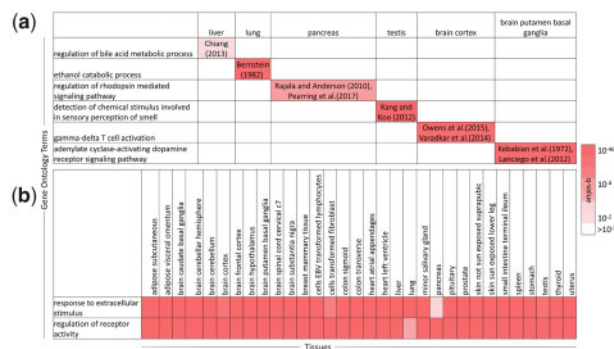 (a)
liver
lung
pancreas
testis
brain cortex
brain putamen basal
ganglia
regulation of bile acid metabolic process
Chiang
(2013)
ethanol catabolic process
Bernstein
(1982)
regulation of rhodopsin mediated
signaling pathway
Rajala and Anderson (2010),
Pearring et al.(2017)
detection of chemical stimulus involved
in sensory perception of smell
Kang and
Koo (2012)
gamma-delta T cell activation
Owens et al.(2015),
Varadkar et al.(2014)
adenylate cyclase-activating dopamine
receptor signaling pathway
Kebabian et al.(1972),
Lanciego et al.(2012)
Gene Ontology Terms
(b)
adipose subcutaneous
adipose visceral omentum
brain caudate basal ganglia
brain cerebellar hemisphere
brain cerebellum
brain cortex
brain frontal cortex
brain hypothalamus
brain putamen basal ganglia
brain spinal cord cervical c7
brain substantia nigra
breast mammary tissue
cells EBV transformed lymphocytes
cells transformed fibroblast
colon sigmoid
colon transverse
heart atrial appendages
heart left ventricle
liver
lung
minor salivary gland
pancreas
pituitary
prostate
skin not sun exposed suprapubic
skin sun exposed lower leg
small intestine terminal ileum
spleen
stomach
testis
thyroid
uterus
response to extracellular
stimulus
regulation of receptor
activity
Tissues
10⁻⁴
10⁻²